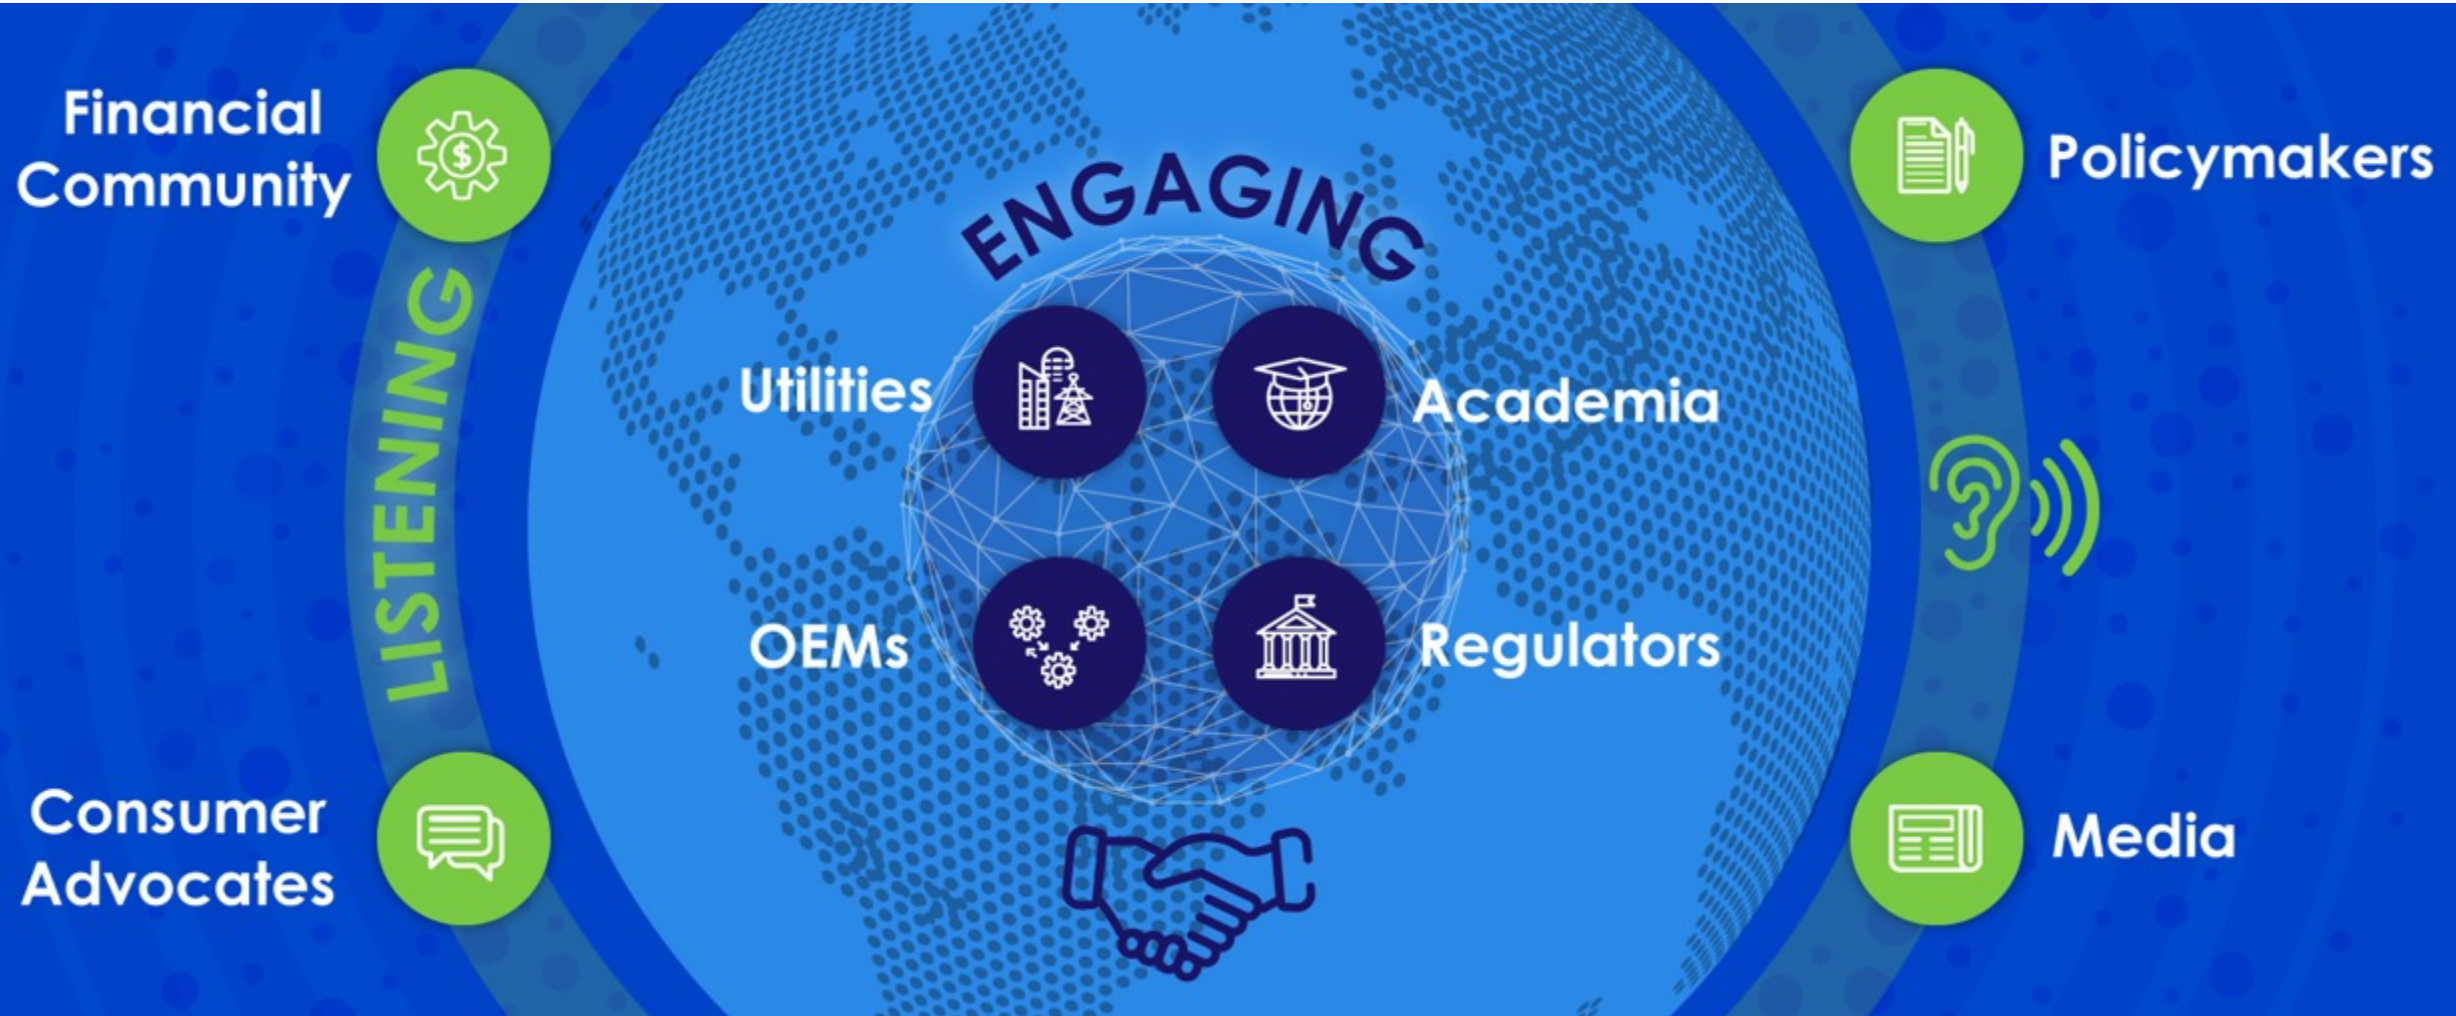 Financial
Community
Policymakers
ENGAGING
LISTENING
Utilities
Academia
OEMs
Regulators
Consumer
Advocates
Media